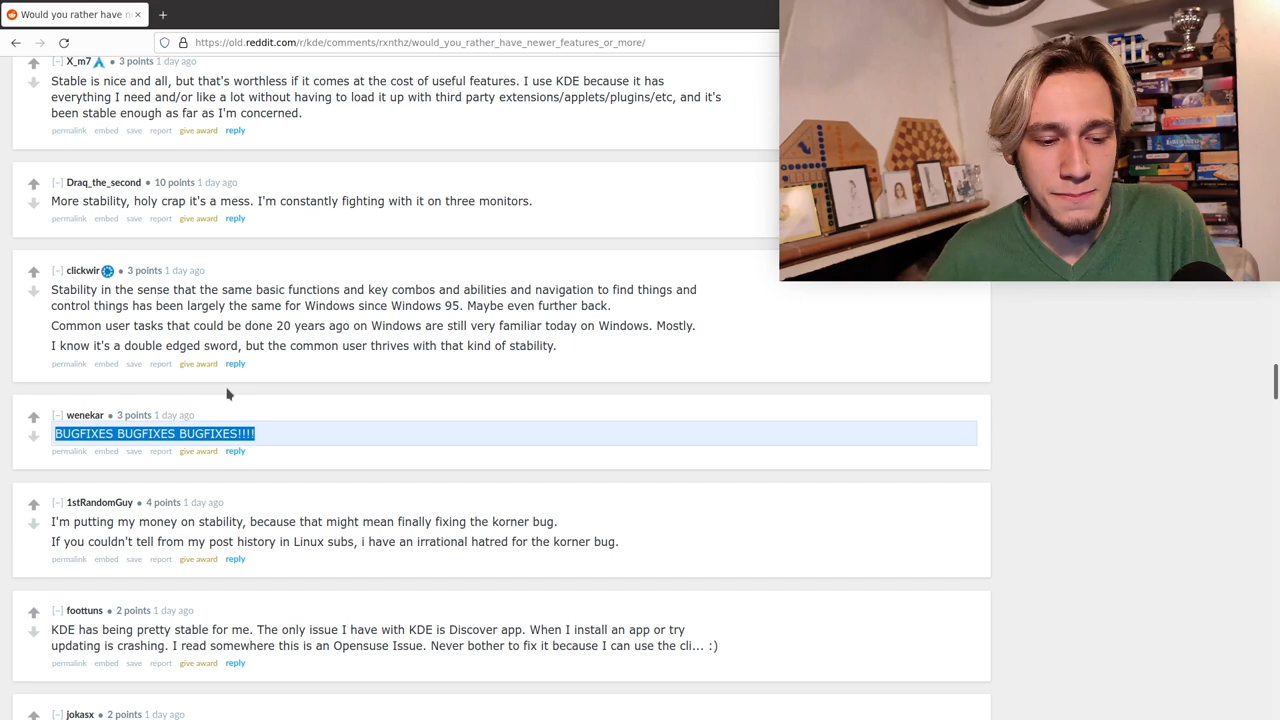 Would you rather have n
https://old.reddit.com/r/kde/comments/rxnthz/would_you_rather_have_newer_features_or_more/
[–] X_m7 • 3 points 1 day ago
Stable is nice and all, but that's worthless if it comes at the cost of useful features. I use KDE because it has
everything I need and/or like a lot without having to load it up with third party extensions/applets/plugins/etc, and it's
been stable enough as far as I'm concerned.
permalink embed save report give award reply
[–] Draq_the_second • 10 points 1 day ago
More stability, holy crap it's a mess. I'm constantly fighting with it on three monitors.
permalink embed save report give award reply
[–] clickwir • 3 points 1 day ago
Stability in the sense that the same basic functions and key combos and abilities and navigation to find things and
control things has been largely the same for Windows since Windows 95. Maybe even further back.
Common user tasks that could be done 20 years ago on Windows are still very familiar today on Windows. Mostly.
I know it's a double edged sword, but the common user thrives with that kind of stability.
permalink embed save report give award reply
[–] wenekar • 3 points 1 day ago
BUGFIXES BUGFIXES BUGFIXES!!!!
permalink embed save report give award reply
[–] 1stRandomGuy • 4 points 1 day ago
I'm putting my money on stability, because that might mean finally fixing the korner bug.
If you couldn't tell from my post history in Linux subs, i have an irrational hatred for the korner bug.
permalink embed save report give award reply
[–] foottuns • 2 points 1 day ago
KDE has being pretty stable for me. The only issue I have with KDE is Discover app. When I install an app or try
updating is crashing. I read somewhere this is an Opensuse Issue. Never bother to fix it because I can use the cli... :)
permalink embed save report give award reply
[–] jokasx • 2 points 1 day ago